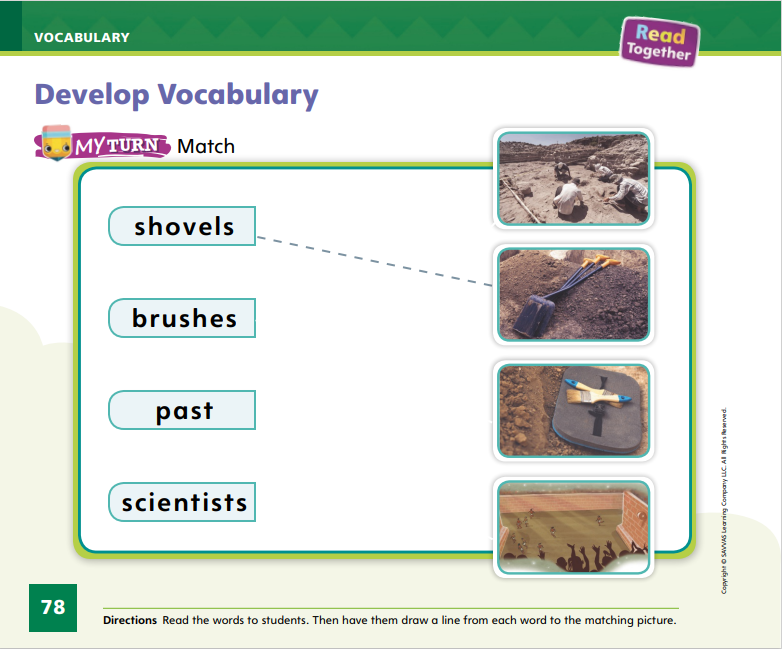 VOCABULARY
Read
Together
Develop Vocabulary
MY TURN Match
shovels
brushes
past
scientists
Copyright © SAVVAS Learning Company LLC. All Rights Reserved.
78
Directions Read the words to students. Then have them draw a line from each word to the matching picture.